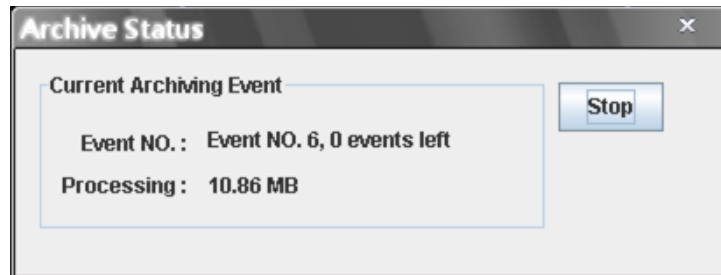 Archive Status
Current Archiving Event
Stop
Event NO. : Event NO. 6, 0 events left
Processing : 10.86 MB